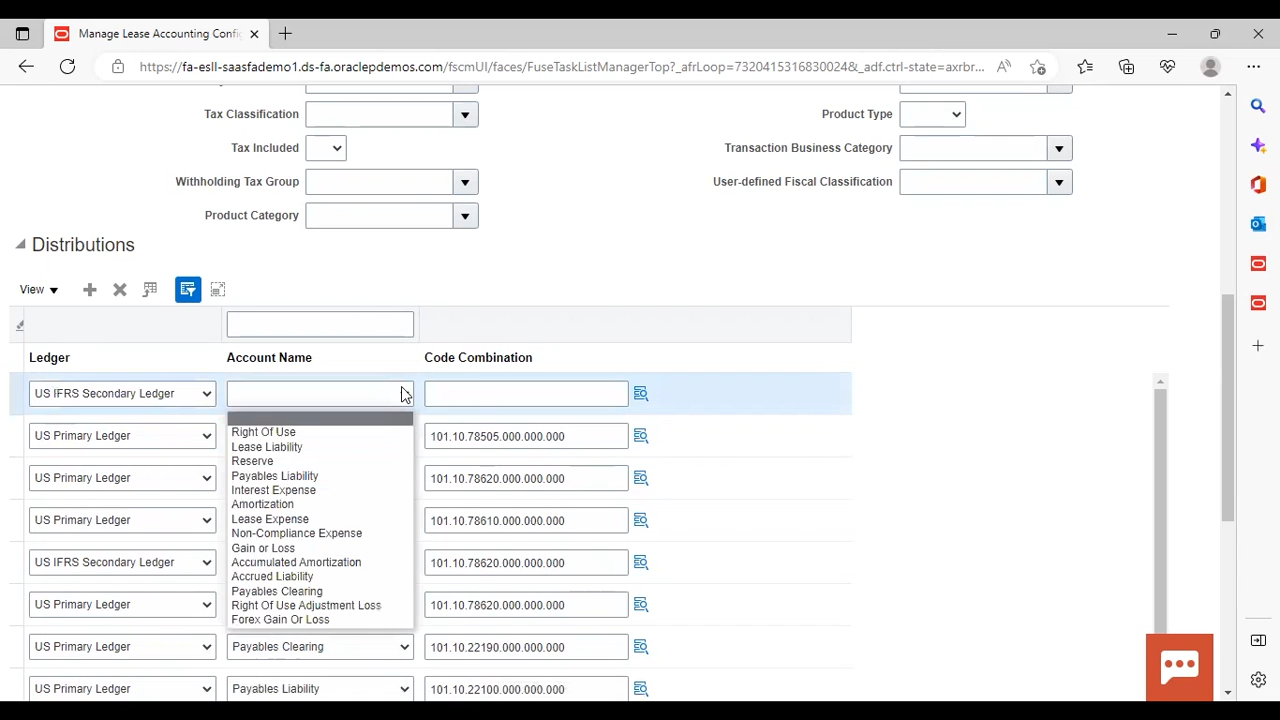 Manage Lease Accounting Confi
https://fa-esll-saasfademo1.ds-fa.oraclepdemos.com/fscmUI/faces/FuseTaskListManagerTop?_afrLoop=7320415316830024&_adf.ctrl-state=axrbr...
Tax Classification
Product Type
Tax Included
Transaction Business Category
Withholding Tax Group
User-defined Fiscal Classification
Product Category
Distributions
View
Ledger Account Name Code Combination
US IFRS Secondary Ledger
Right Of Use
US Primary Ledger 101.10.78505.000.000.000
Lease Liability
Reserve
Payables Liability
US Primary Ledger 101.10.78620.000.000.000
Interest Expense
Amortization
Lease Expense
US Primary Ledger 101.10.78610.000.000.000
Non-Compliance Expense
Gain or Loss
Accumulated Amortization
US IFRS Secondary Ledger 101.10.78620.000.000.000
Accrued Liability
Payables Clearing
Right Of Use Adjustment Loss
US Primary Ledger 101.10.78620.000.000.000
Forex Gain Or Loss
US Primary Ledger Payables Clearing 101.10.22190.000.000.000
US Primary Ledger Payables Liability 101.10.22100.000.000.000